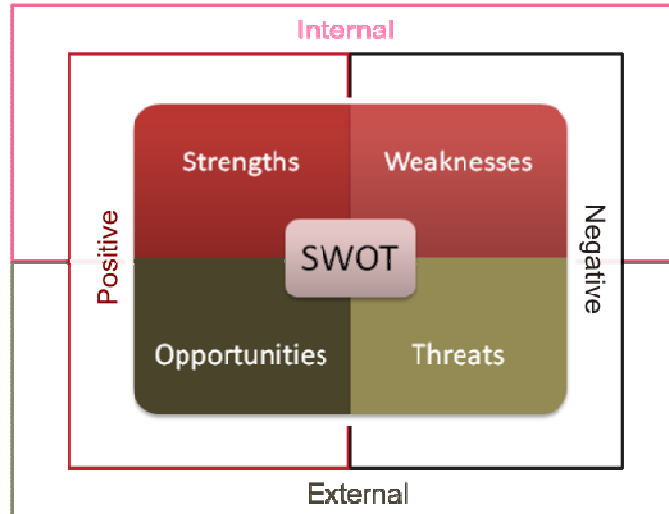 Internal
Strengths
Weaknesses
Positive
SWOT
Negative
Opportunities
Threats
External